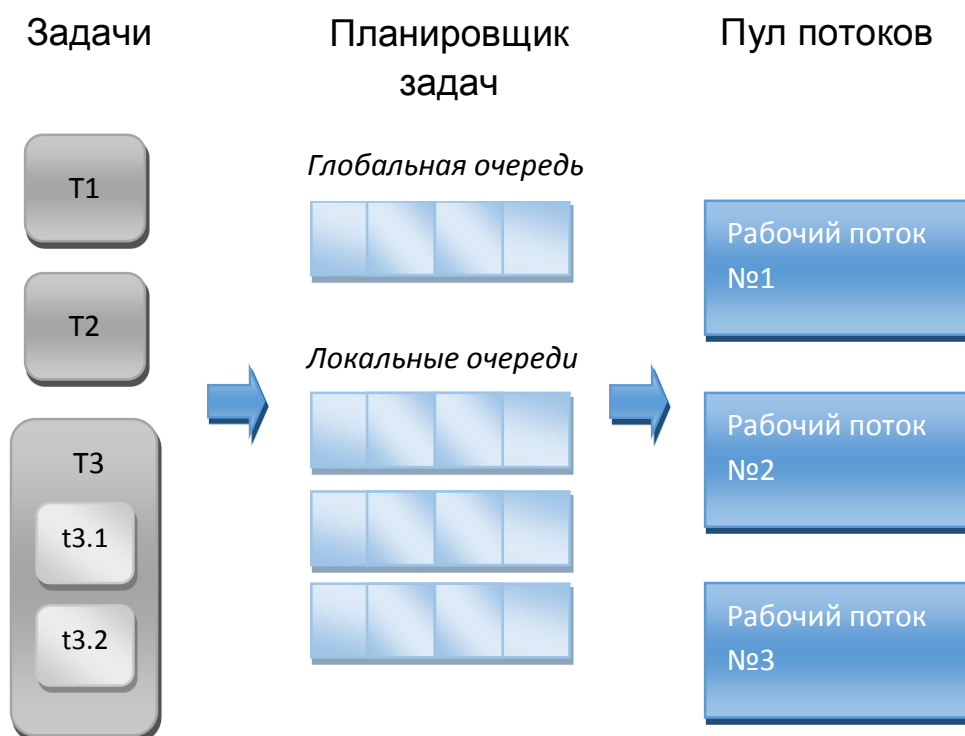 Задачи
Планировщик
задач
Пул потоков
T1
T2
T3
t3.1
t3.2
Глобальная очередь
Локальные очереди
Рабочий поток
№1
Рабочий поток
№2
Рабочий поток
№3